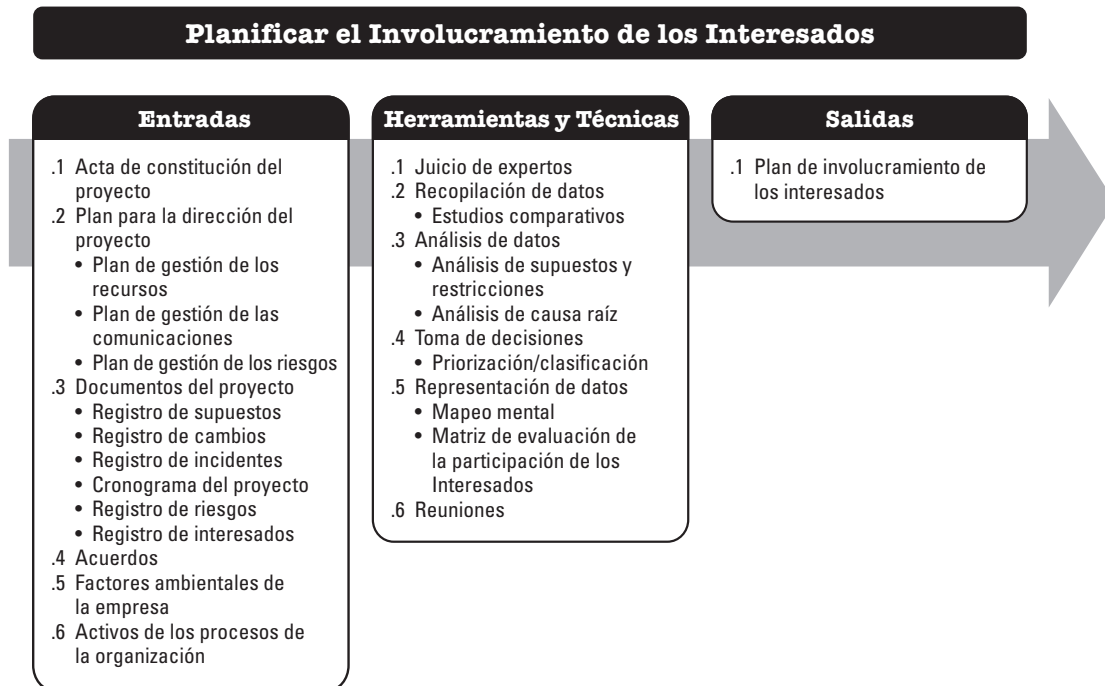 Planificar el Involucramiento de los Interesados
Entradas
.1 Acta de constitución del
proyecto
.2 Plan para la dirección del
proyecto
• Plan de gestión de los
recursos
• Plan de gestión de las
comunicaciones
• Plan de gestión de los riesgos
.3 Documentos del proyecto
• Registro de supuestos
• Registro de cambios
• Registro de incidentes
• Cronograma del proyecto
• Registro de riesgos
• Registro de interesados
.4 Acuerdos
.5 Factores ambientales de
la empresa
.6 Activos de los procesos de
la organización
Herramientas y Técnicas
.1 Juicio de expertos
.2 Recopilación de datos
• Estudios comparativos
.3 Análisis de datos
• Análisis de supuestos y
restricciones
• Análisis de causa raíz
.4 Toma de decisiones
• Priorización/clasificación
.5 Representación de datos
• Mapeo mental
• Matriz de evaluación de
la participación de los
Interesados
.6 Reuniones
Salidas
.1 Plan de involucramiento de
los interesados